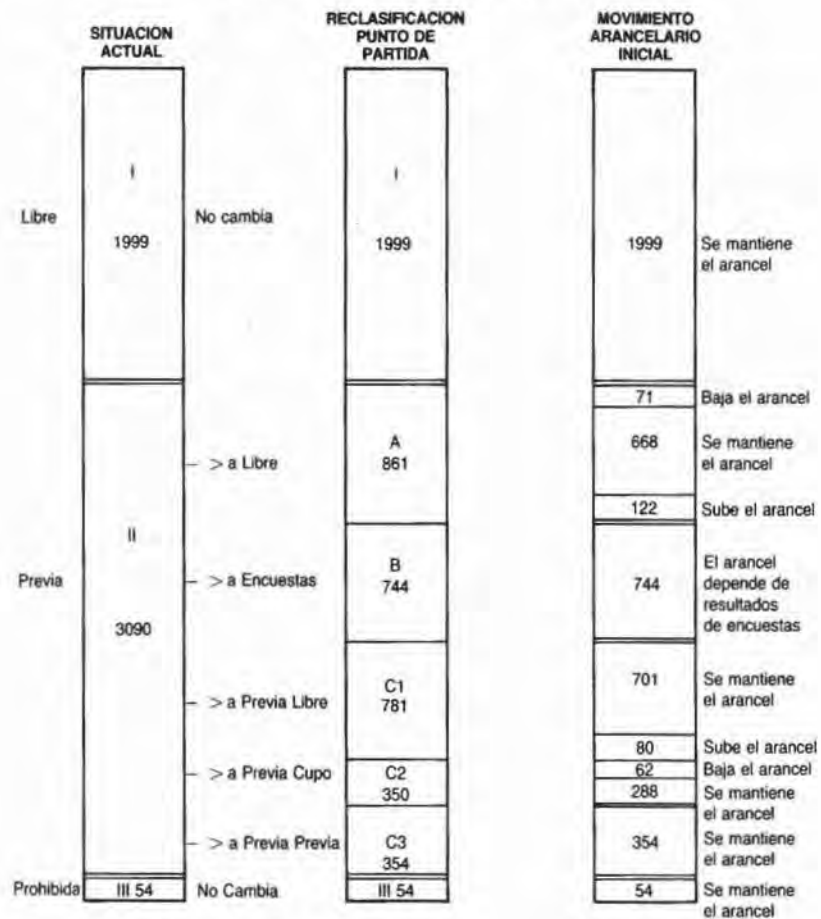 SITUACION
ACTUAL
RECLASIFICACION
PUNTO DE
PARTIDA
MOVIMIENTO
ARANCELARIO
INICIAL
Libre
I
1999
No cambia
I
1999
1999
Se mantiene
el arancel
71
Baja el arancel
A
861
668
Se mantiene
el arancel
> a Libre
122
Sube el arancel
Previa
II
3090
> a Encuestas
B
744
744
El arancel
depende de
resultados
de encuestas
> a Previa Libre
C1
781
701
Se mantiene
el arancel
80
Sube el arancel
> a Previa Cupo
C2
350
62
Baja el arancel
288
Se mantiene
el arancel
> a Previa Previa
C3
354
354
Se mantiene
el arancel
Prohibida
III 54
No Cambia
III 54
54
Se mantiene
el arancel